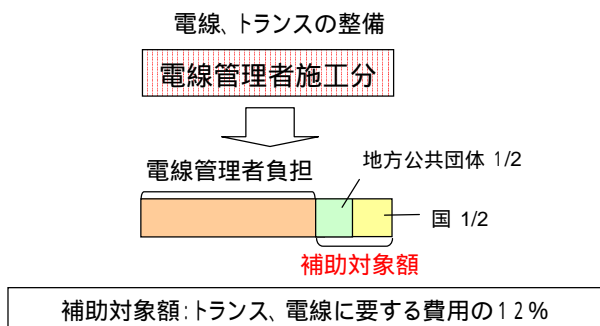 電線、トランスの整備
電線管理者施工分
電線管理者負担
地方公共団体 1/2
国 1/2
補助対象額
補助対象額:トランス、電線に要する費用の12%